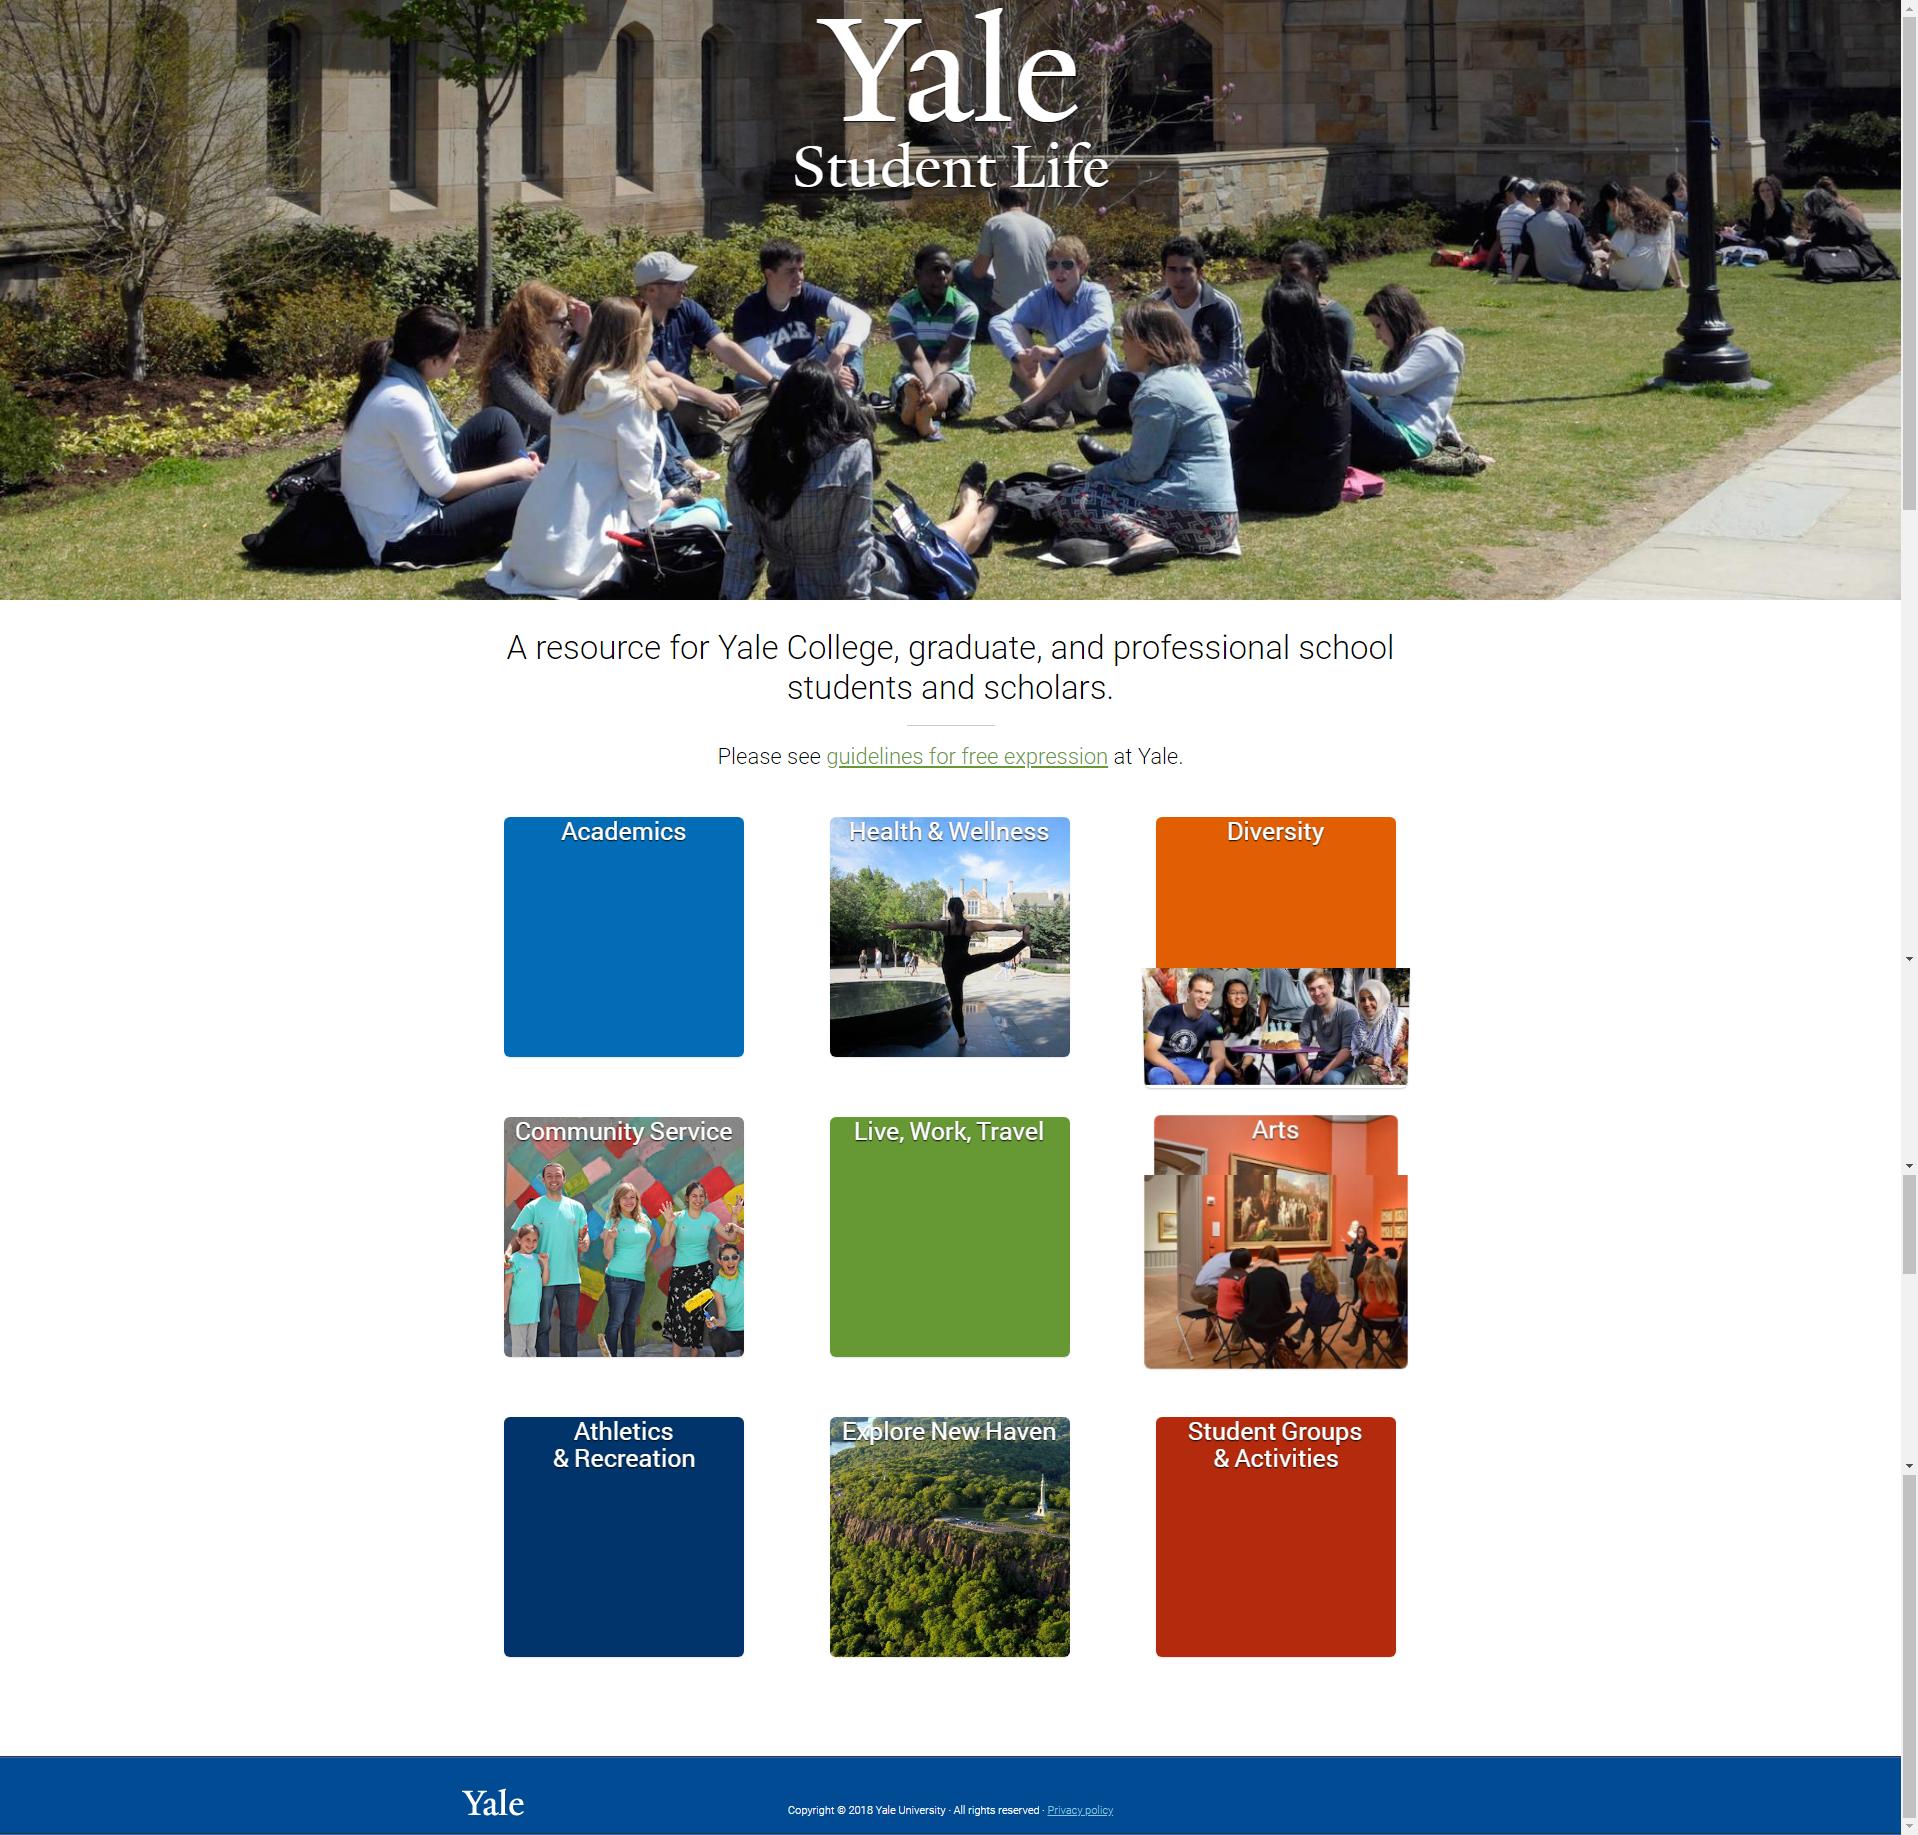 Yale
Student Life
YALE
A resource for Yale College, graduate, and professional school
students and scholars.
Please see guidelines for free expression at Yale.
Academics
Health & Wellness
Diversity
Community Service
Live, Work, Travel
Arts
Athletics
& Recreation
Explore New Haven
Student Groups
& Activities
Yale
Copyright © 2018 Yale University · All rights reserved · Privacy policy